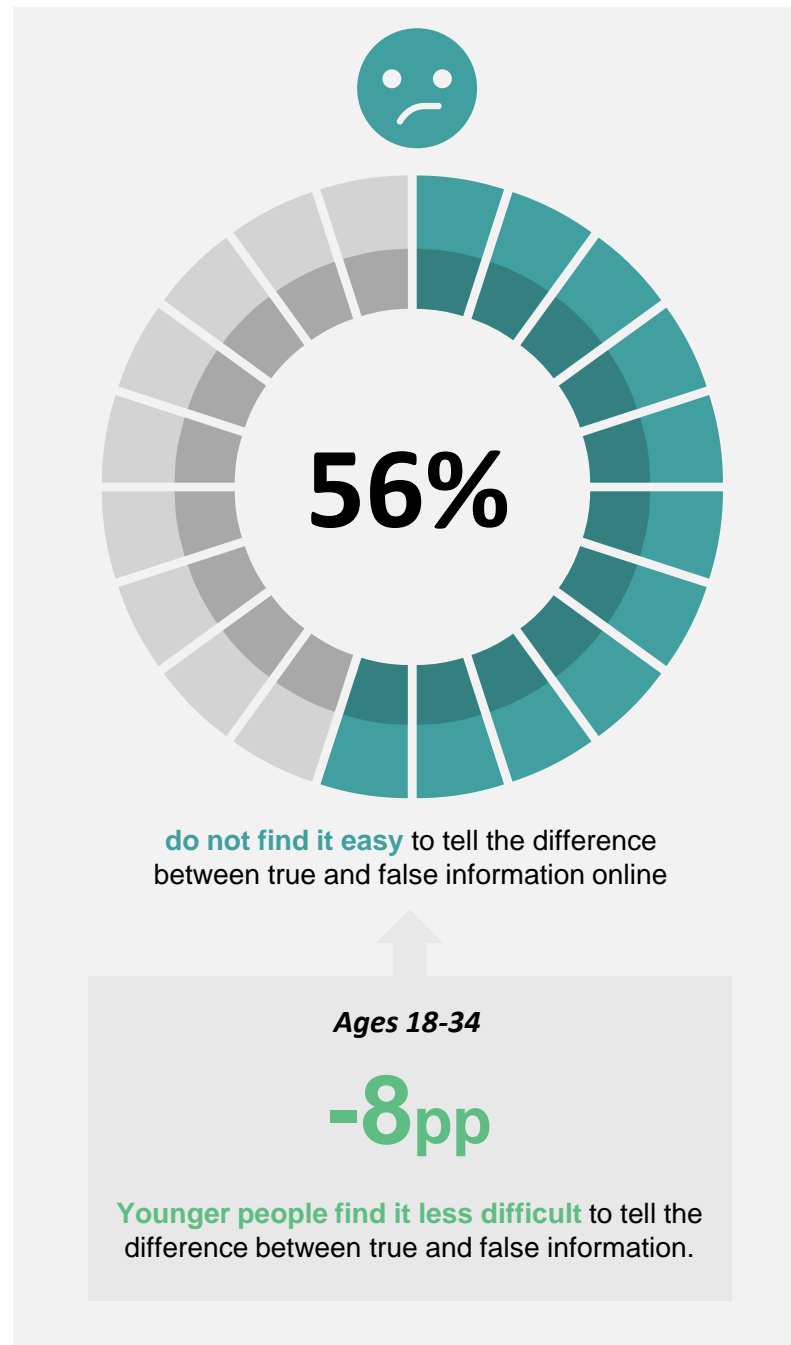 56%
do not find it easy to tell the difference
between true and false information online
Ages 18-34
-8pp
Younger people find it less difficult to tell the
difference between true and false information.